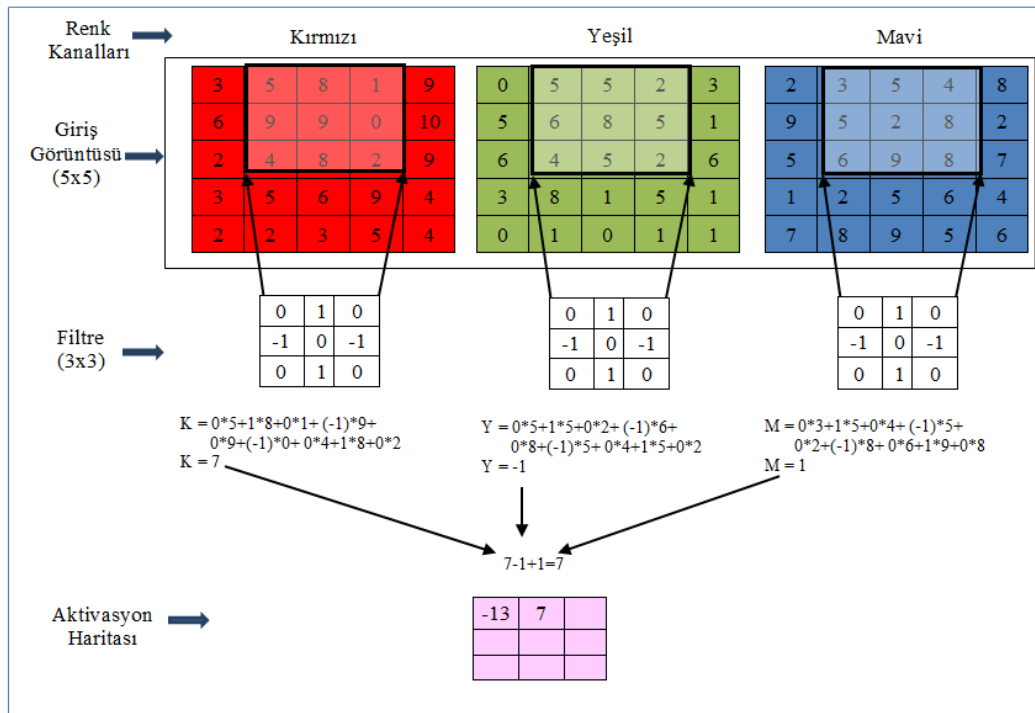 Renk
Kanalları
Kırmızı
Yeşil
Mavi
Giriş
Görüntüsü
(5x5)
3 5 8 1 9
6 9 9 0 10
2 4 8 2 9
3 5 6 9 4
2 2 3 5 4
0 5 5 2 3
5 6 8 5 1
6 4 5 2 6
3 8 1 5 1
0 1 0 1 1
2 3 5 4 8
9 5 2 8 2
5 6 9 8 7
1 2 5 6 4
7 8 9 5 6
Filtre
(3x3)
0 1 0
-1 0 -1
0 1 0
0 1 0
-1 0 -1
0 1 0
0 1 0
-1 0 -1
0 1 0
K = 0*5+1*8+0*1+ (-1)*9+
0*9+(-1)*0+ 0*4+1*8+0*2
K = 7
Y = 0*5+1*5+0*2+ (-1)*6+
0*8+(-1)*5+ 0*4+1*5+0*2
Y = -1
M = 0*3+1*5+0*4+ (-1)*5+
0*2+(-1)*8+ 0*6+1*9+0*8
M = 1
7-1+1=7
Aktivasyon
Haritası
-13 7